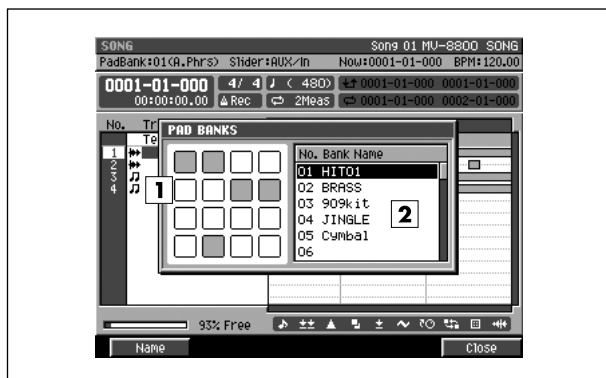 SONG Song 01 MV-8800 SONG
PadBank:01(A.Phrs) Slider:AUX/In Now:0001-01-000 BPM:120.00
0001-01-000 4/ 4 ♩ ( 480) 0001-01-000 0001-01-000
00:00:00.00 Rec 2Meas 0001-01-000 0002-01-000
No. Tr
PAD BANKS
Te
1
2
3
4
No. Bank Name
01 HIT01
02 BRASS
03 909kit
04 JINGLE
05 Cymbal
06
1
2
93% Free
Name Close